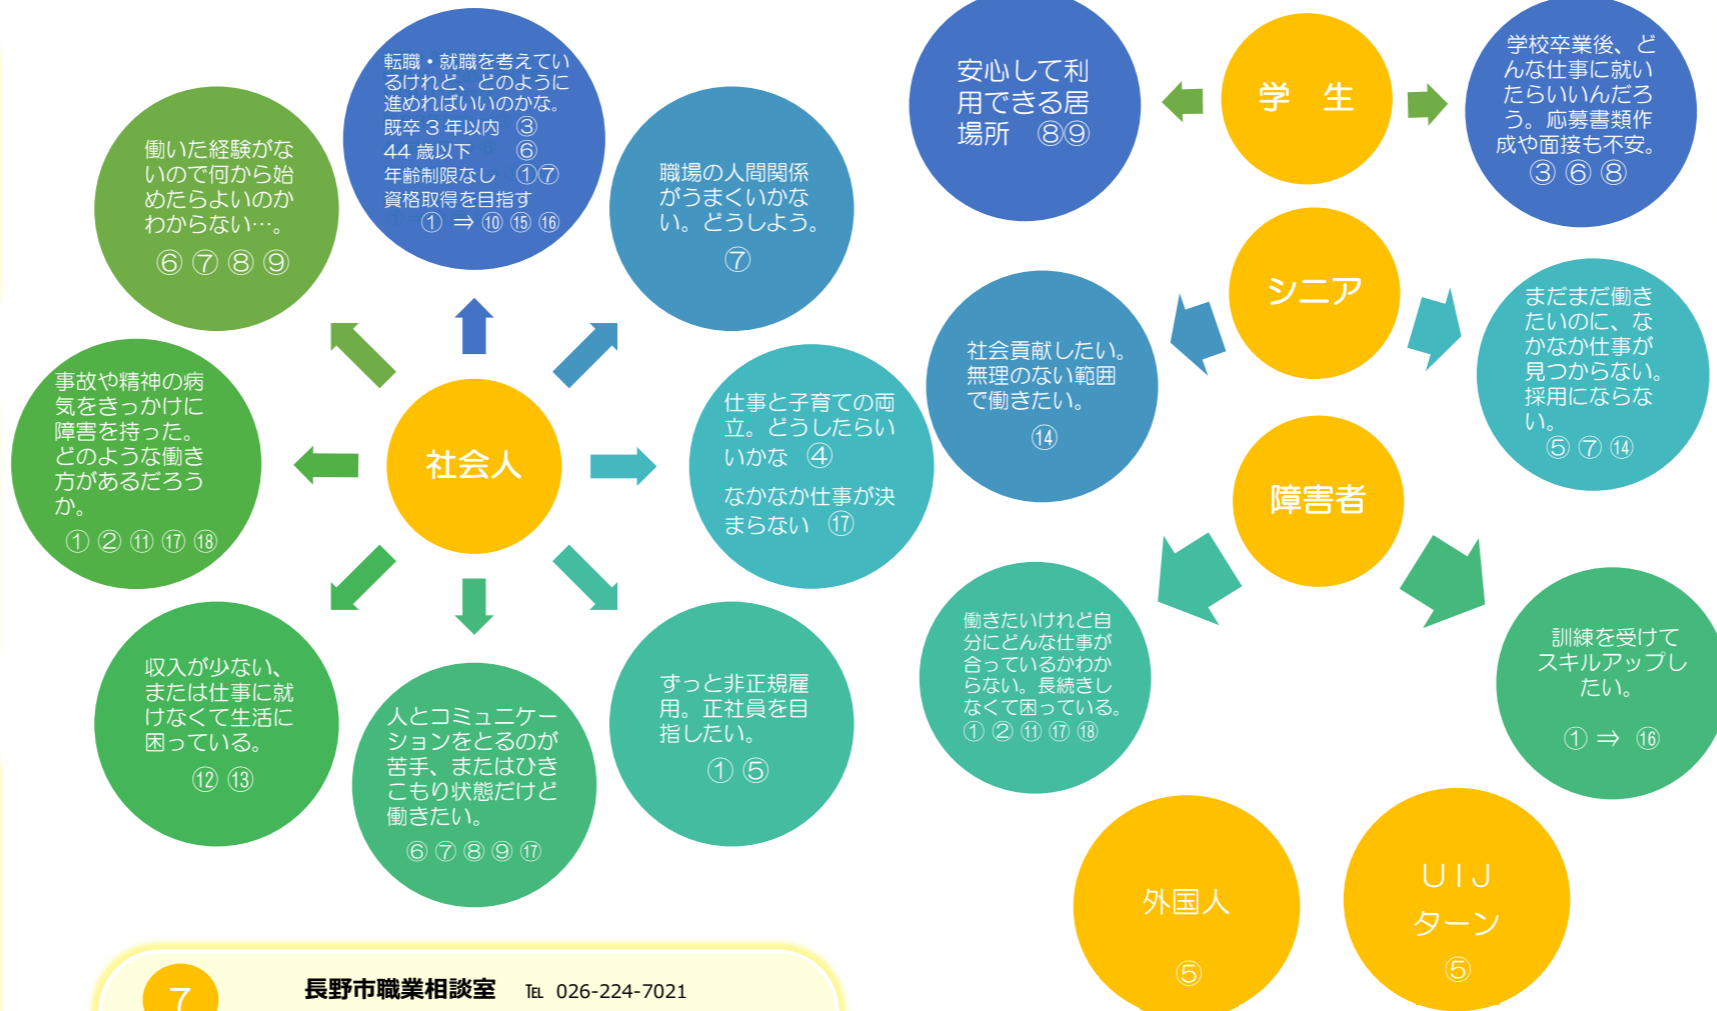 転職・就職を考えてい
るけれど、どのように
進めればいいのかな。
既卒3年以内 ③
44歳以下 ⑥
年齢制限なし ①⑦
資格取得を目指す
① ⇒ ⑩ ⑮ ⑯
働いた経験がな
いので何から始
めたらよいのか
わからない…。
⑥ ⑦ ⑧ ⑨
職場の人間関係
がうまくいかな
い。どうしよう。
⑦
事故や精神の病
気をきっかけに
障害を持った。
どのような働き
方があるだろう
か。
① ② ⑪ ⑰ ⑱
社会人
仕事と子育ての両
立。どうしたらい
いかな ④
なかなか仕事が決
まらない ⑰
収入が少ない、
または仕事に就
けなくて生活に
困っている。
⑫ ⑬
人とコミュニケー
ションをとるのが
苦手、またはひき
こもり状態だけど
働きたい。
⑥ ⑦ ⑧ ⑨ ⑰
ずっと非正規雇
用。正社員を目
指したい。
① ⑤
安心して利
用できる居
場所 ⑧⑨
学 生
学校卒業後、ど
んな仕事に就い
たらいいんだろ
う。応募書類作
成や面接も不安。
③ ⑥ ⑧
シニア
社会貢献したい。
無理のない範囲
で働きたい。
⑭
まだまだ働き
たいのに、な
かなか仕事が
見つからない。
採用にならな
い。
⑤ ⑦ ⑭
障害者
働きたいけれど自
分にどんな仕事が
合っているかわか
らない。長続きし
なくて困っている。
① ② ⑪ ⑰ ⑱
訓練を受けて
スキルアップし
たい。
① ⇒ ⑯
外国人
⑤
UIJ
ターン
⑤
7
長野市職業相談室 ℡ 026-224-7021